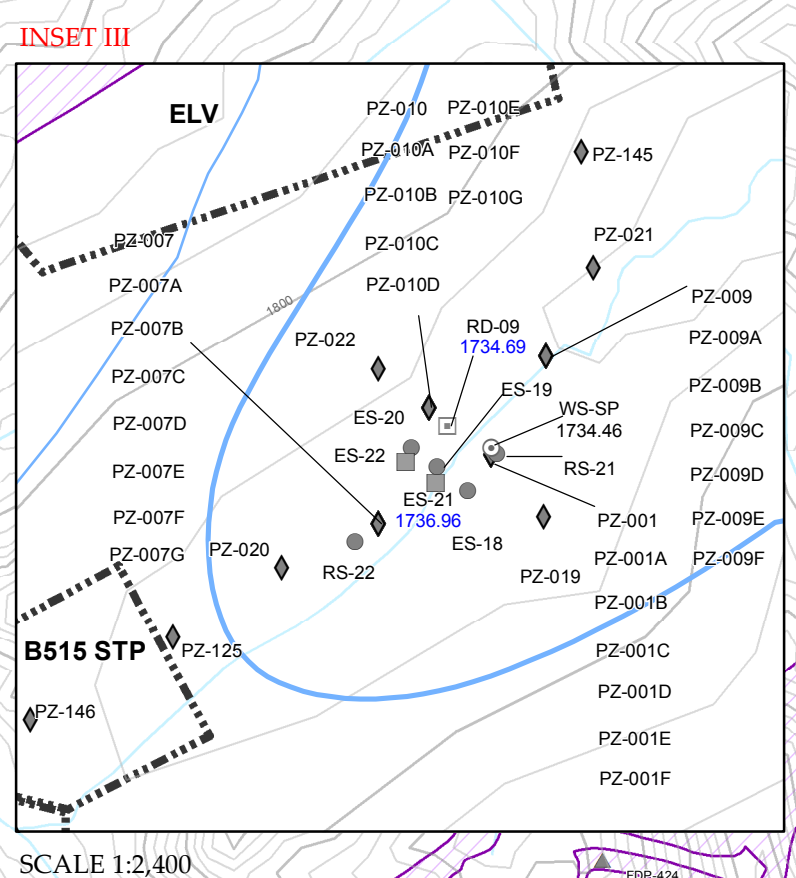 INSET III
ELV
PZ-010
PZ-010E
PZ-010A
PZ-010F
PZ-145
PZ-010B
PZ-010G
PZ-007
PZ-010C
PZ-021
PZ-007A
PZ-010D
PZ-009
1800
PZ-007B
PZ-022
RD-09
1734.69
PZ-009A
PZ-007C
ES-19
PZ-009B
ES-20
WS-SP
1734.46
PZ-007D
PZ-009C
ES-22
RS-21
PZ-007E
PZ-009D
ES-21
1736.96
PZ-007F
PZ-001
PZ-009E
PZ-007G
PZ-020
ES-18
PZ-001A
PZ-009F
RS-22
PZ-019
PZ-001B
B515 STP
PZ-125
PZ-001C
PZ-001D
PZ-146
PZ-001E
PZ-001F
SCALE 1:2,400
FDP-424